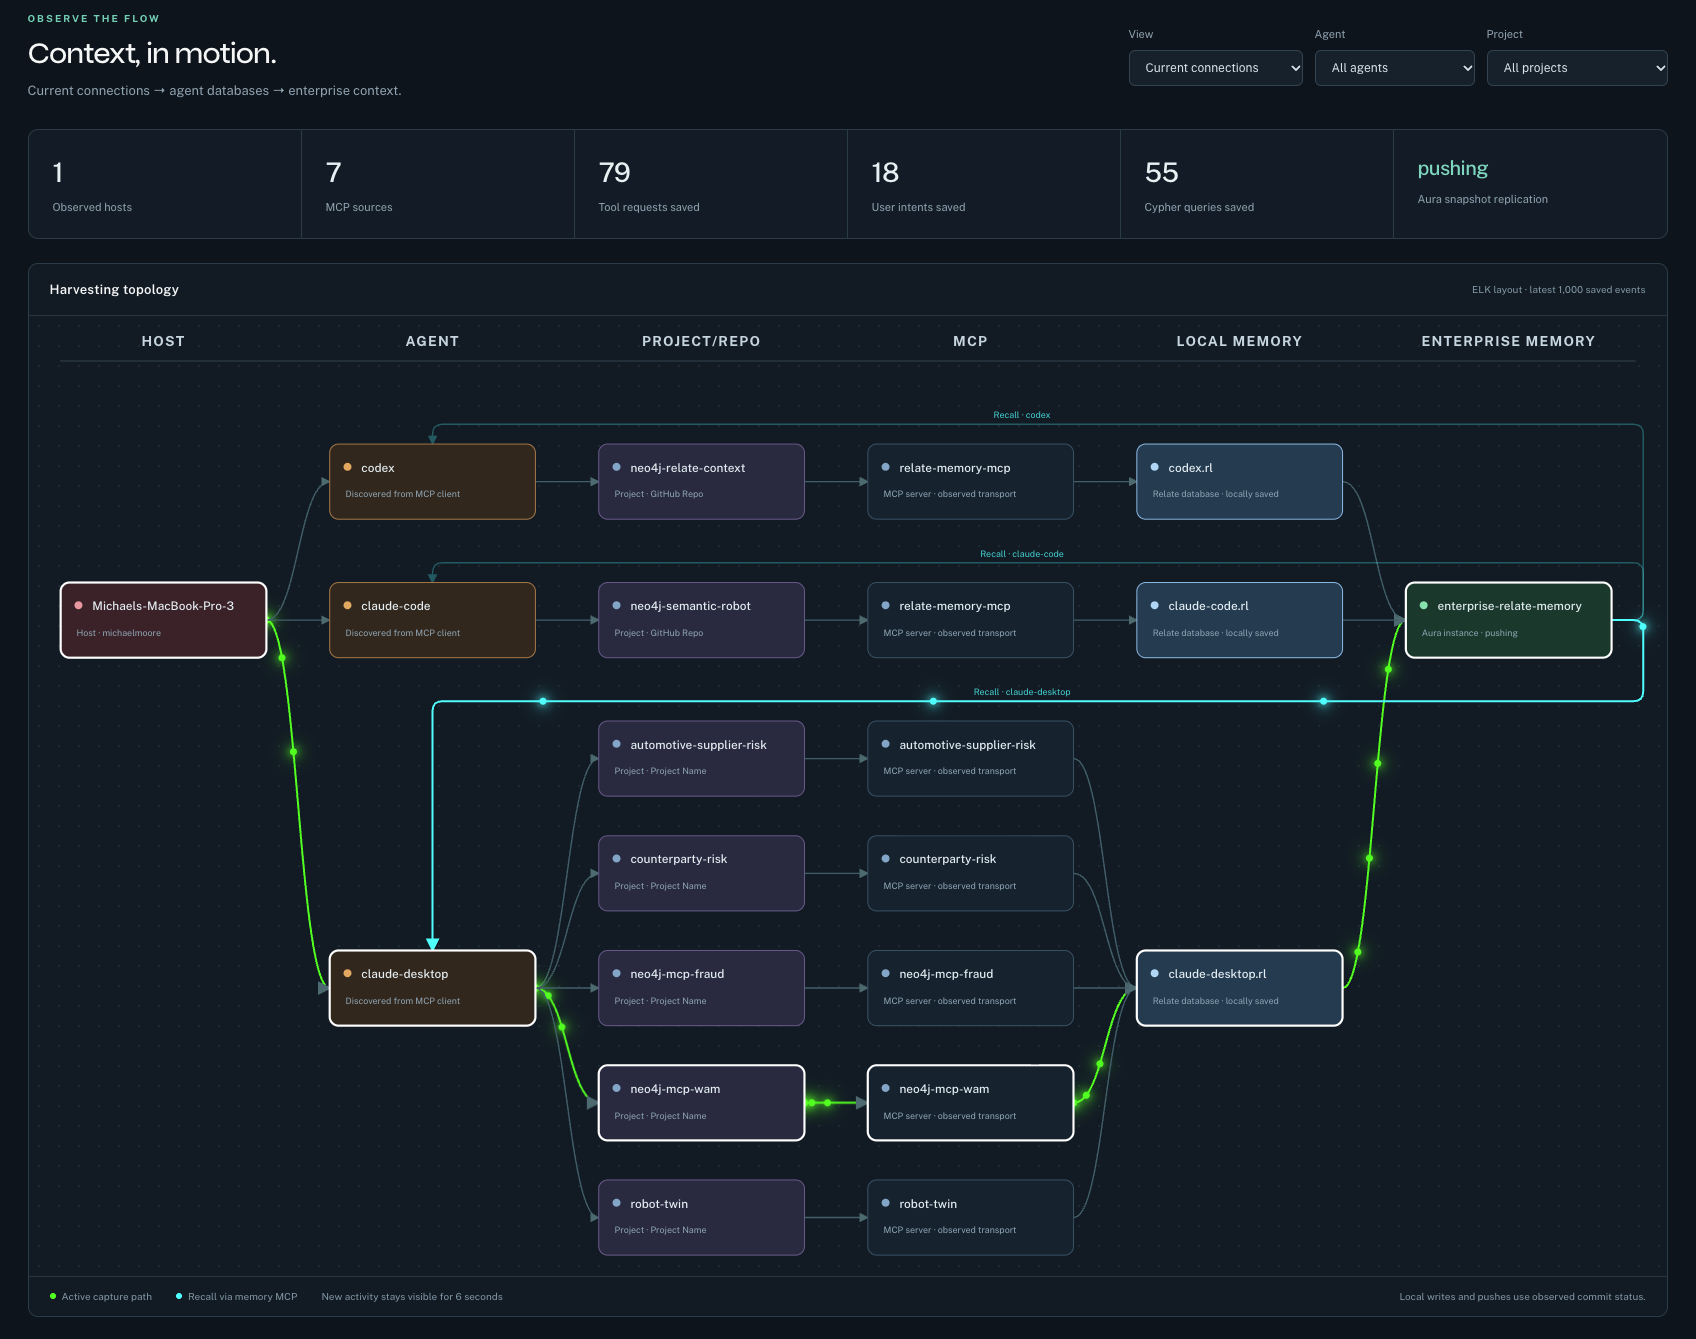 OBSERVE THE FLOW
Context, in motion.
Current connections → agent databases → enterprise context.
View
Agent
Project
Current connections
All agents
All projects
1
Observed hosts
7
MCP sources
79
Tool requests saved
18
User intents saved
55
Cypher queries saved
pushing
Aura snapshot replication
Harvesting topology
ELK layout · latest 1,000 saved events
HOST
AGENT
PROJECT/REPO
MCP
LOCAL MEMORY
ENTERPRISE MEMORY
Recall · codex
codex
Discovered from MCP client
neo4j-relate-context
Project · GitHub Repo
relate-memory-mcp
MCP server · observed transport
codex.rl
Relate database · locally saved
Recall · claude-code
Michaels-MacBook-Pro-3
Host · michaelmoore
claude-code
Discovered from MCP client
neo4j-semantic-robot
Project · GitHub Repo
relate-memory-mcp
MCP server · observed transport
claude-code.rl
Relate database · locally saved
enterprise-relate-memory
Aura instance · pushing
Recall · claude-desktop
automotive-supplier-risk
Project · Project Name
automotive-supplier-risk
MCP server · observed transport
counterparty-risk
Project · Project Name
counterparty-risk
MCP server · observed transport
claude-desktop
Discovered from MCP client
neo4j-mcp-fraud
Project · Project Name
neo4j-mcp-fraud
MCP server · observed transport
claude-desktop.rl
Relate database · locally saved
neo4j-mcp-wam
Project · Project Name
neo4j-mcp-wam
MCP server · observed transport
robot-twin
Project · Project Name
robot-twin
MCP server · observed transport
Active capture path
Recall via memory MCP
New activity stays visible for 6 seconds
Local writes and pushes use observed commit status.